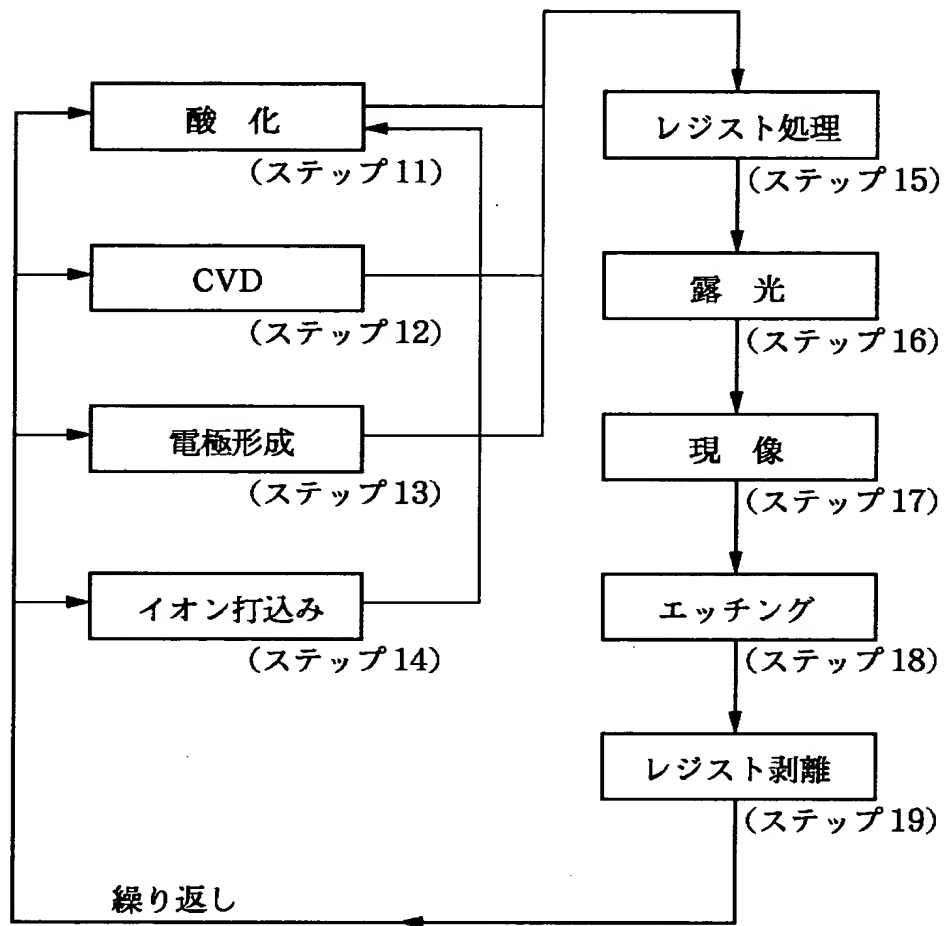 酸 化
(ステップ11)
CVD
(ステップ12)
電極形成
(ステップ13)
イオン打込み
(ステップ14)
レジスト処理
(ステップ15)
露 光
(ステップ16)
現 像
(ステップ17)
エッチング
(ステップ18)
レジスト剥離
(ステップ19)
繰り返し